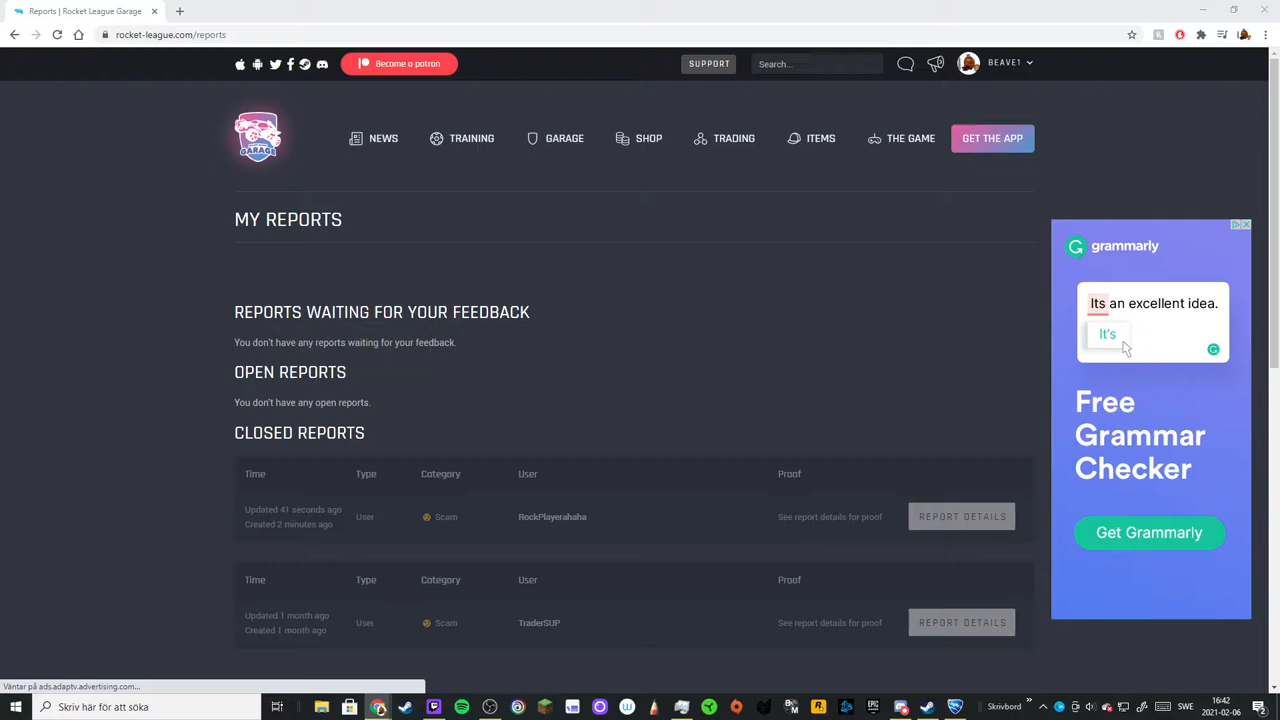 Reports | Rocket League Garage
rocket-league.com/reports
Become a patron
SUPPORT
Search...
BEAVE1
GARAGE
NEWS
TRAINING
GARAGE
SHOP
TRADING
ITEMS
THE GAME
GET THE APP
MY REPORTS
REPORTS WAITING FOR YOUR FEEDBACK
You don't have any reports waiting for your feedback.
OPEN REPORTS
You don't have any open reports.
CLOSED REPORTS
Time Type Category User Proof
Updated 41 seconds ago
Created 2 minutes ago
User Scam RockPlayerahaha See report details for proof REPORT DETAILS
Time Type Category User Proof
Updated 1 month ago
Created 1 month ago
User Scam TraderSUP See report details for proof REPORT DETAILS
grammarly
Its an excellent idea.
It's
Free
Grammar
Checker
Get Grammarly
Väntar på ads.adaptv.advertising.com...
Skriv här för att söka
Skrivbord
SWE
16:42
2021-02-06